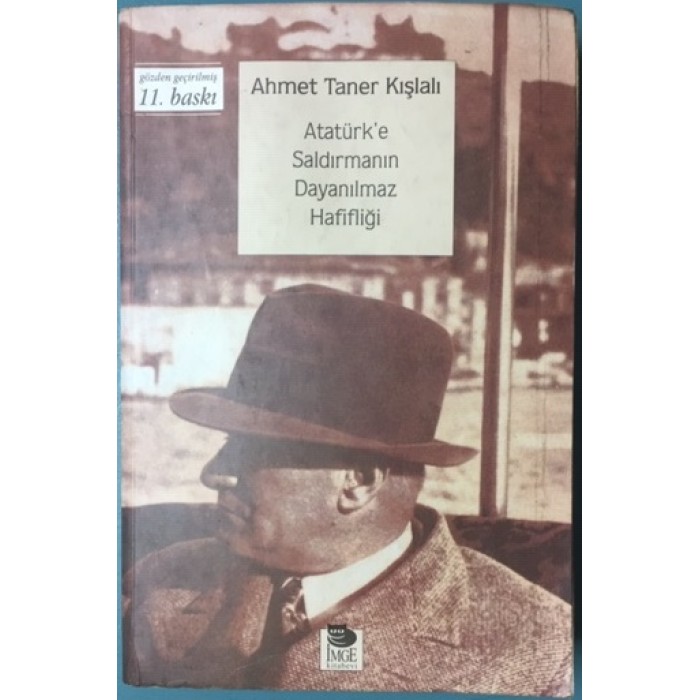 gözden geçirilmiş
11. baskı
Ahmet Taner Kışlalı
Atatürk'e
Saldırmanın
Dayanılmaz
Hafifliği
İMGE
kitabevi